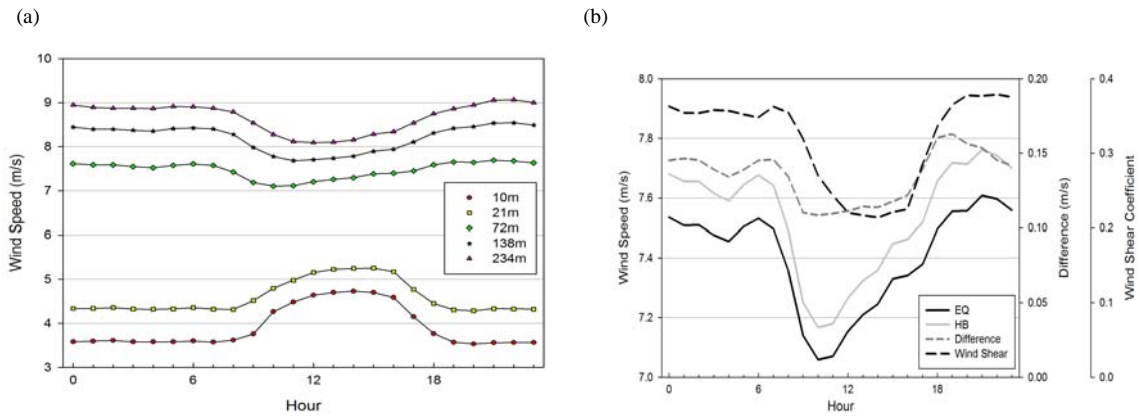 (a)
(b)
10
9
8
7
6
5
4
3
Wind Speed (m/s)
0
6
12
18
Hour
10m
21m
72m
138m
234m
8.0
7.8
7.6
7.4
7.2
7.0
Wind Speed (m/s)
0
6
12
18
Hour
EQ
HB
Difference
Wind Shear
0.20
0.15
0.10
0.05
0.00
Difference (m/s)
0.4
0.3
0.2
0.1
0.0
Wind Shear Coefficient